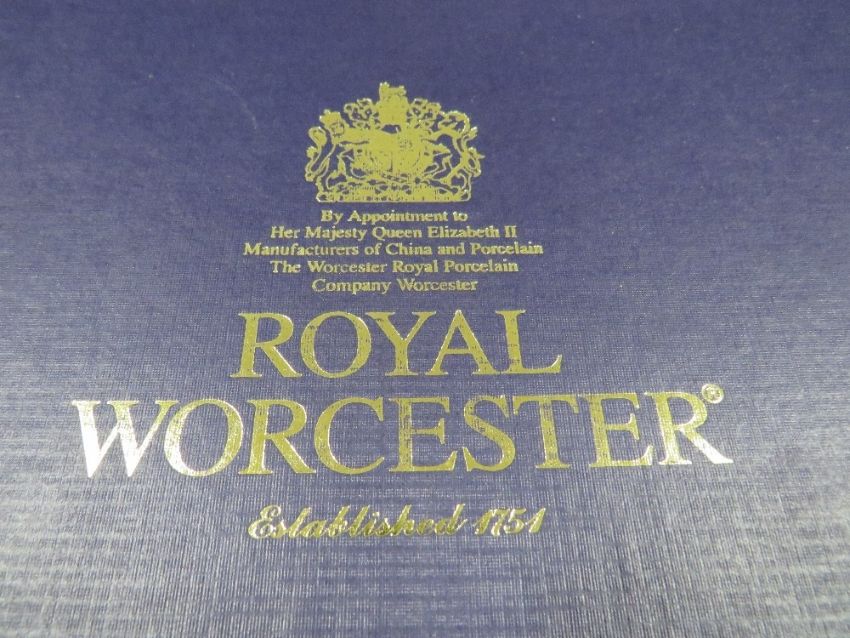 By Appointment to
Her Majesty Queen Elizabeth II
Manufacturers of China and Porcelain
The Worcester Royal Porcelain
Company Worcester
ROYAL
WORCESTER®
Established 1751